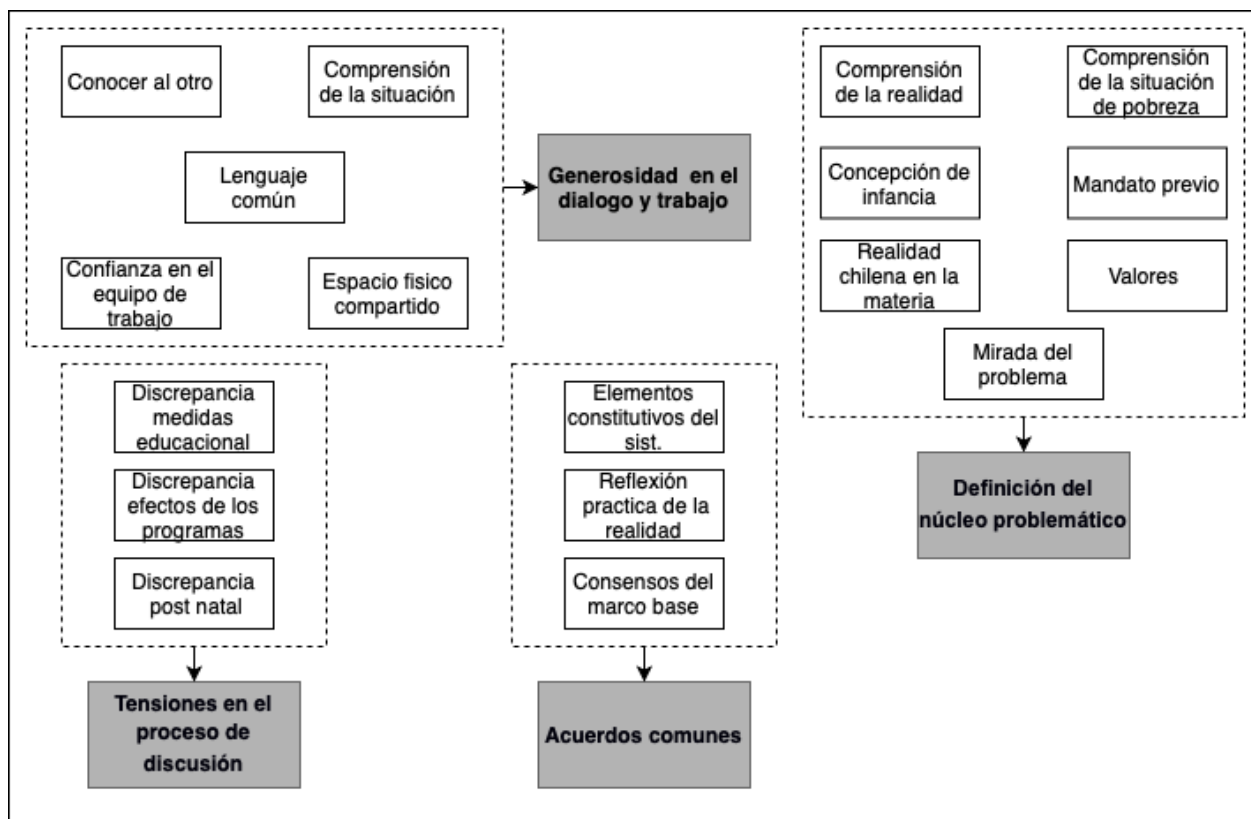 Conocer al otro
Comprensión
de la situación
Lenguaje
común
Confianza en el
equipo de
trabajo
Espacio fisico
compartido
Generosidad en el
dialogo y trabajo
Comprensión
de la realidad
Comprensión
de la situación
de pobreza
Concepción de
infancia
Mandato previo
Realidad
chilena en la
materia
Valores
Mirada del
problema
Definición del
núcleo problemático
Discrepancia
medidas
educacional
Discrepancia
efectos de los
programas
Discrepancia
post natal
Tensiones en el
proceso de
discusión
Elementos
constitutivos del
sist.
Reflexión
practica de la
realidad
Consensos del
marco base
Acuerdos comunes